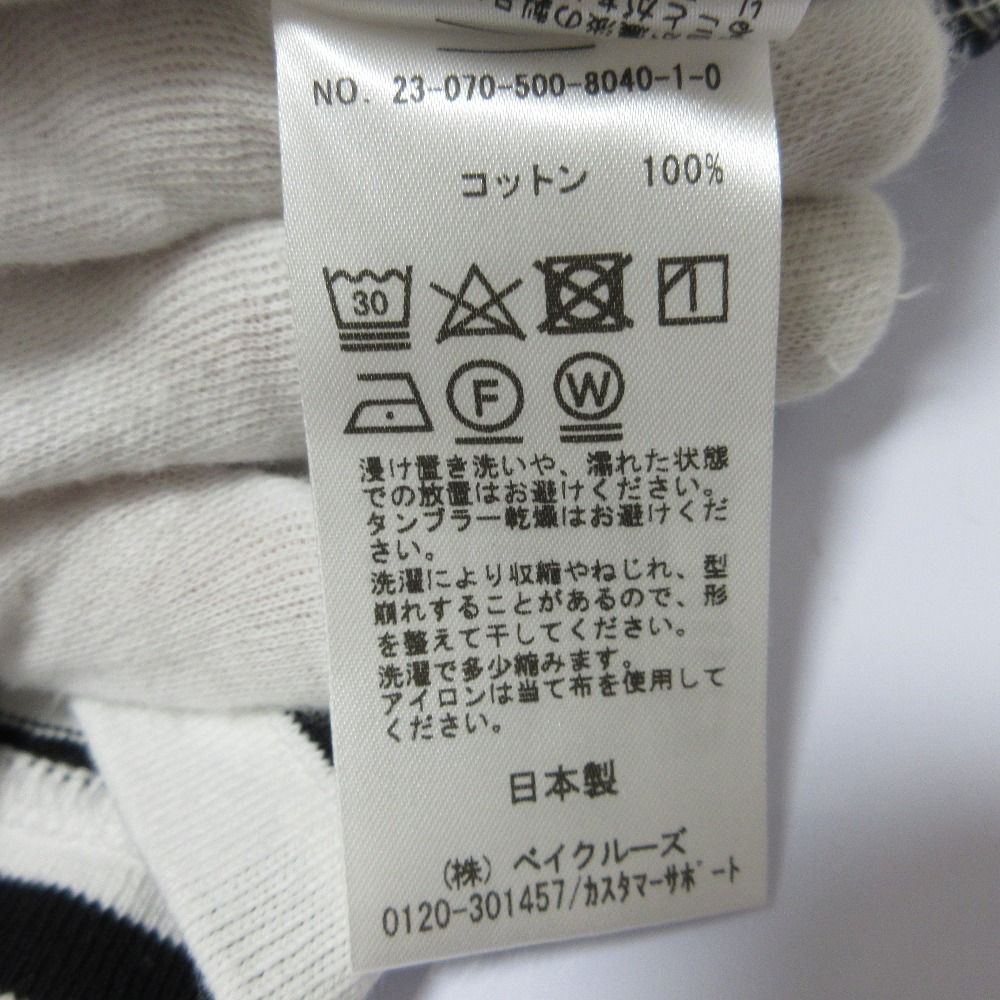 NO. 23-070-500-8040-1-0
コットン 100%
30
F
W
浸け置き洗いや、濡れた状態
での放置はお避けください。
タンブラー乾燥はお避けくだ
さい。
洗濯により収縮やねじれ、型
崩れすることがあるので、形
を整えて干してください。
洗濯で多少縮みます。
アイロンは当て布を使用して
ください。
日本製
(株) ベイクルーズ
0120-301457/カスタマーサポート